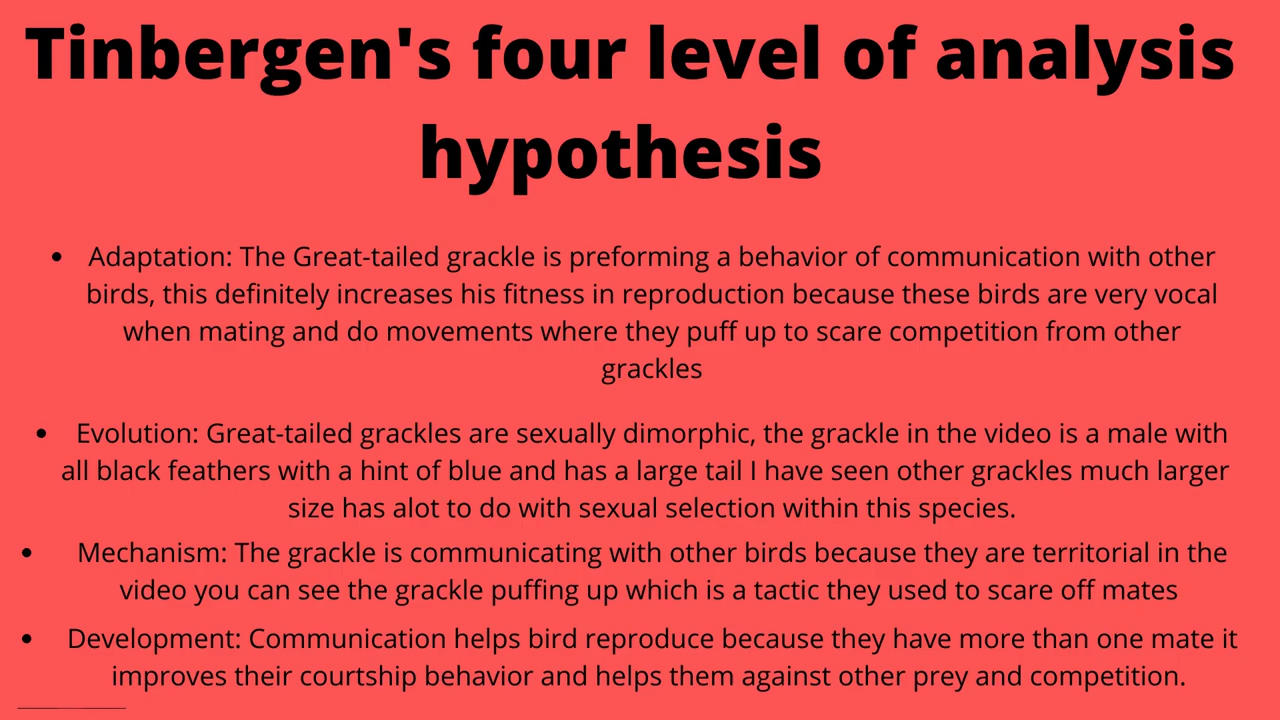 Tinbergen's four level of analysis
hypothesis
• Adaptation: The Great-tailed grackle is preforming a behavior of communication with other
birds, this definitely increases his fitness in reproduction because these birds are very vocal
when mating and do movements where they puff up to scare competition from other
grackles
• Evolution: Great-tailed grackles are sexually dimorphic, the grackle in the video is a male with
all black feathers with a hint of blue and has a large tail I have seen other grackles much larger
size has alot to do with sexual selection within this species.
• Mechanism: The grackle is communicating with other birds because they are territorial in the
video you can see the grackle puffing up which is a tactic they used to scare off mates
• Development: Communication helps bird reproduce because they have more than one mate it
improves their courtship behavior and helps them against other prey and competition.